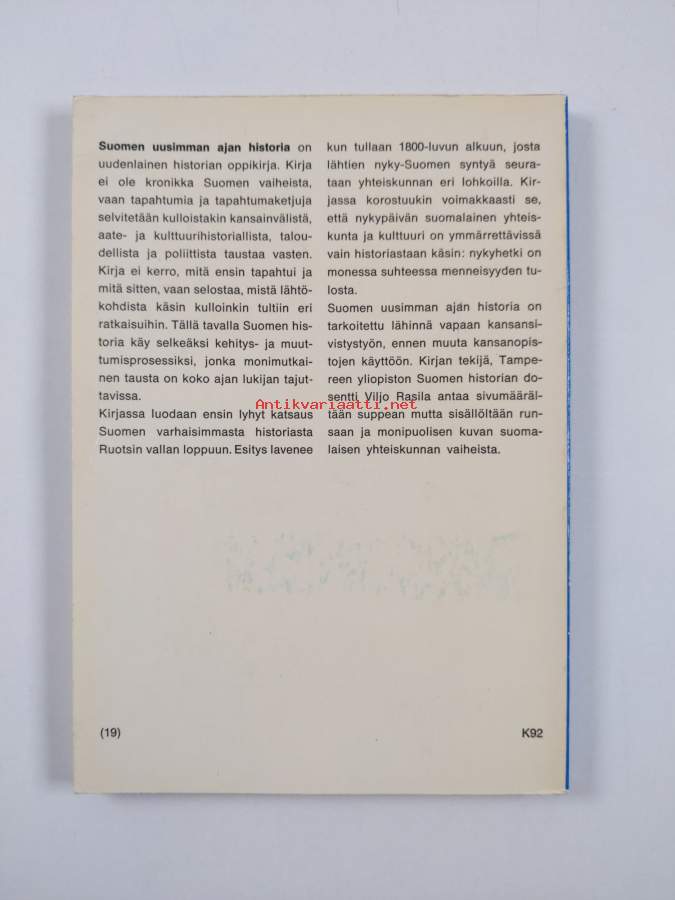 Suomen uusimman ajan historia on
uudenlainen historian oppikirja. Kirja
ei ole kronikka Suomen vaiheista,
vaan tapahtumia ja tapahtumaketjuja
selvitetään kulloistakin kansainvälistä,
aate- ja kulttuurihistoriallista, talou-
dellista ja poliittista taustaa vasten.
Kirja ei kerro, mitä ensin tapahtui ja
mitä sitten, vaan selostaa, mistä lähtö-
kohdista käsin kulloinkin tultiin eri
ratkaisuihin. Tällä tavalla Suomen his-
toria käy selkeäksi kehitys- ja muut-
tumisprosessiksi, jonka monimutkai-
nen tausta on koko ajan lukijan tajut-
tavissa.
Kirjassa luodaan ensin lyhyt katsaus
Suomen varhaisimmasta historiasta
Ruotsin vallan loppuun. Esitys lavenee
kun tullaan 1800-luvun alkuun, josta
lähtien nyky-Suomen syntyä seura-
taan yhteiskunnan eri lohkoilla. Kir-
jassa korostuukin voimakkaasti se,
että nykypäivän suomalainen yhteis-
kunta ja kulttuuri on ymmärrettävissä
vain historiastaan käsin: nykyhetki on
monessa suhteessa menneisyyden tu-
losta.
Suomen uusimman ajan historia on
tarkoitettu lähinnä vapaan kansansi-
vistystyön, ennen muuta kansanopis-
tojen käyttöön. Kirjan tekijä, Tampe-
reen yliopiston Suomen historian do-
sentti Viljo Rasila antaa sivumääräl-
tään suppean mutta sisällöltään run-
saan ja monipuolisen kuvan suoma-
laisen yhteiskunnan vaiheista.
Antikvariaatti.net
(19)
K92